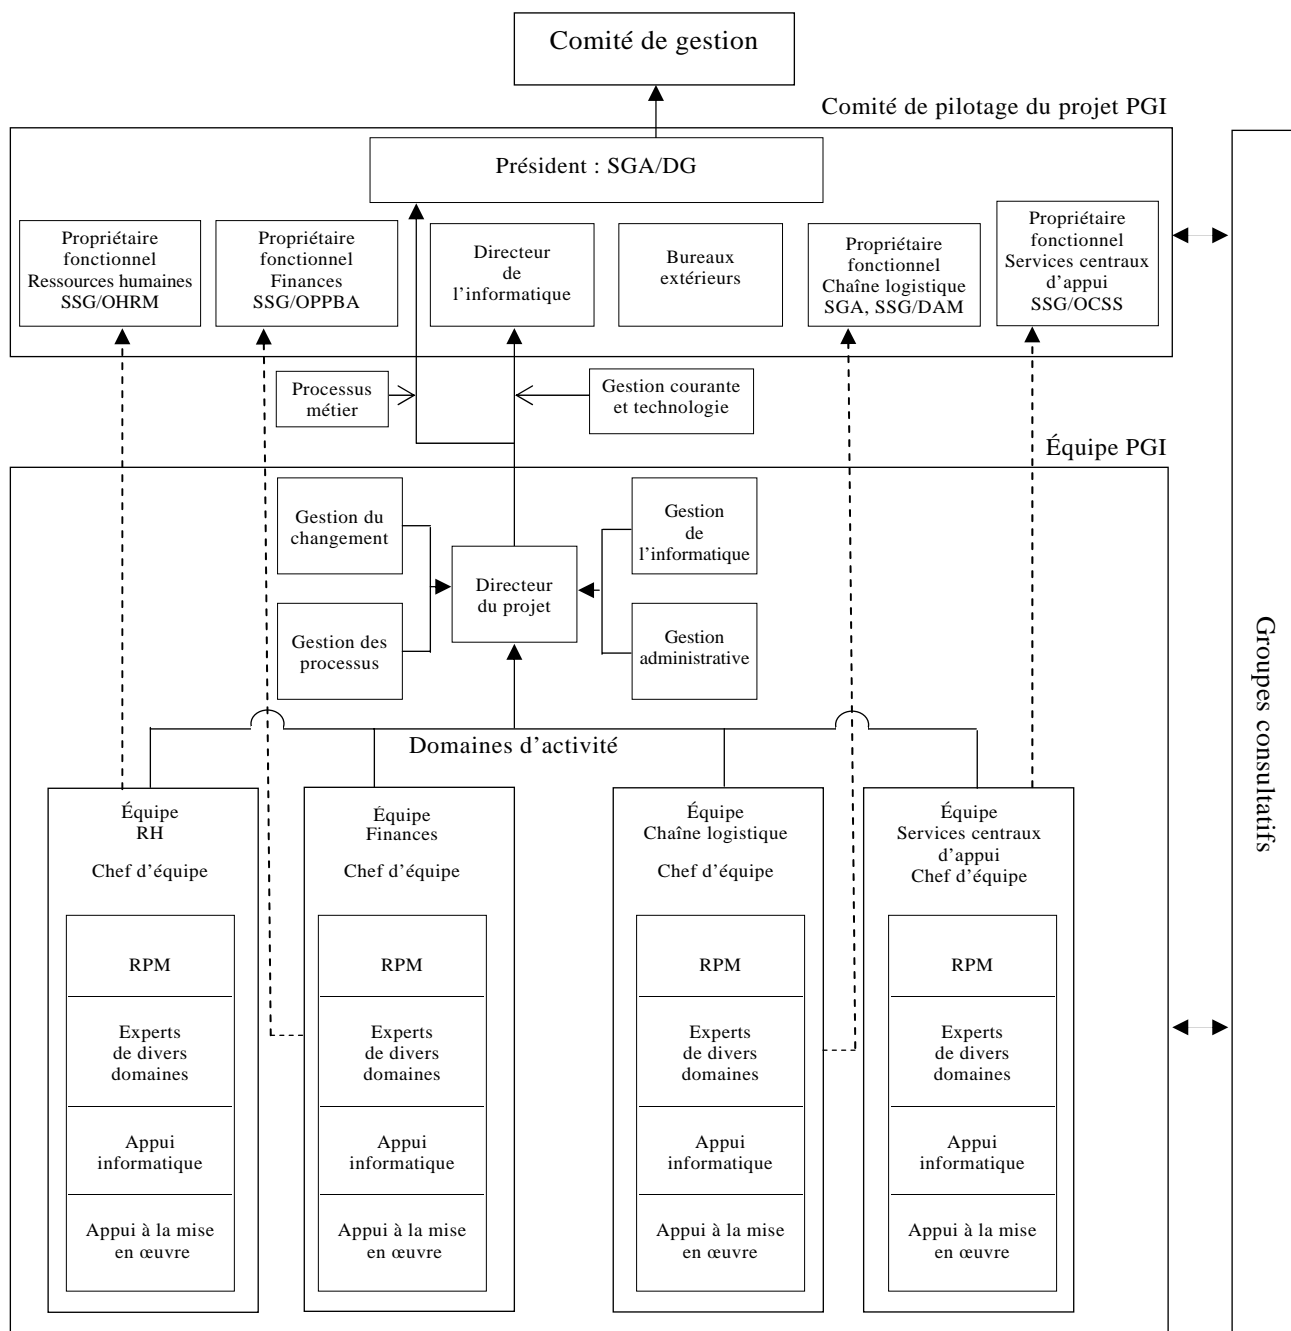 Comité de gestion
Comité de pilotage du projet PGI
Président : SGA/DG
Propriétaire
fonctionnel
Ressources humaines
SSG/OHRM
Propriétaire
fonctionnel
Finances
SSG/OPPBA
Directeur
de
l’informatique
Bureaux
extérieurs
Propriétaire
fonctionnel
Chaîne logistique
SGA, SSG/DAM
Propriétaire
fonctionnel
Services centraux
d’appui
SSG/OCSS
Processus
métier
Gestion courante
et technologie
Équipe PGI
Gestion du
changement
Gestion
de
l’informatique
Directeur
du projet
Gestion des
processus
Gestion
administrative
Groupes consultatifs
Domaines d’activité
Équipe
RH
Chef d’équipe
RPM
Experts
de divers
domaines
Appui
informatique
Appui à la mise
en œuvre
Équipe
Finances
Chef d’équipe
RPM
Experts
de divers
domaines
Appui
informatique
Appui à la mise
en œuvre
Équipe
Chaîne logistique
Chef d’équipe
RPM
Experts
de divers
domaines
Appui
informatique
Appui à la mise
en œuvre
Équipe
Services centraux
d’appui
Chef d’équipe
RPM
Experts
de divers
domaines
Appui
informatique
Appui à la mise
en œuvre